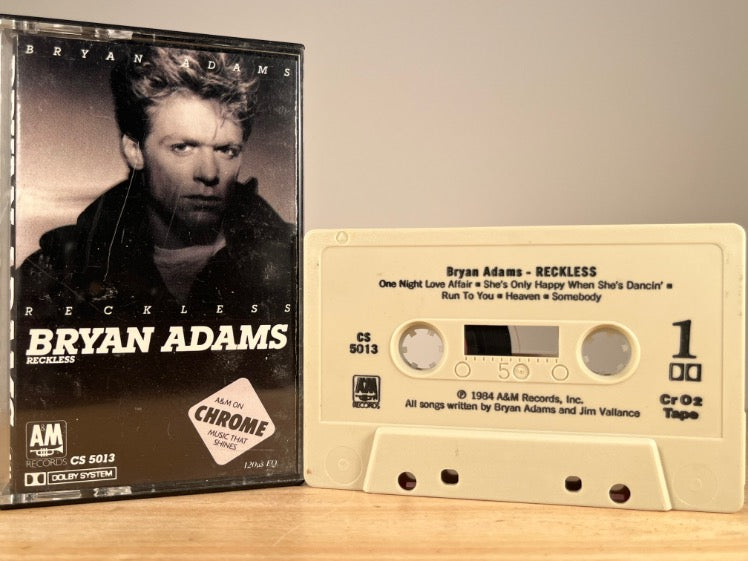 BRYAN ADAMS
RECKLESS
BRYAN ADAMS
RECKLESS
A&M ON
CHROME
MUSIC THAT
SHINES
A&M
RECORDS CS 5013
DOLBY SYSTEM
120µs EQ
Bryan Adams - RECKLESS
One Night Love Affair ▪ She's Only Happy When She's Dancin' ▪
Run To You ▪ Heaven ▪ Somebody
CS
5013
1
50
A&M
RECORDS
Cr O2
Tape
℗ 1984 A&M Records, Inc.
All songs written by Bryan Adams and Jim Vallance